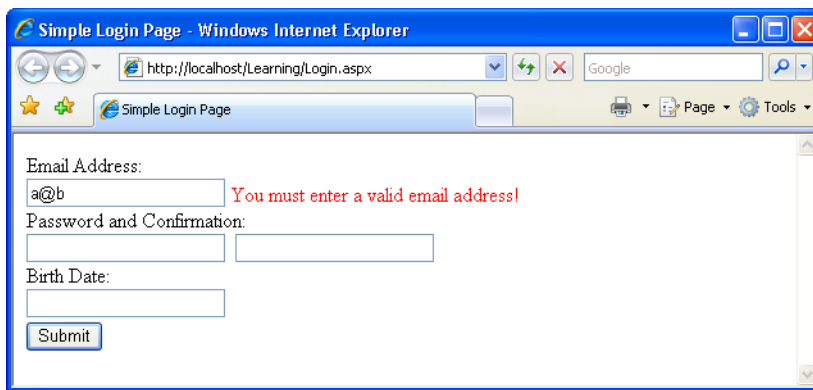 Simple Login Page - Windows Internet Explorer
http://localhost/Learning/Login.aspx
Google
Simple Login Page
Page
Tools
Email Address:
a@b You must enter a valid email address!
Password and Confirmation:
Birth Date:
Submit